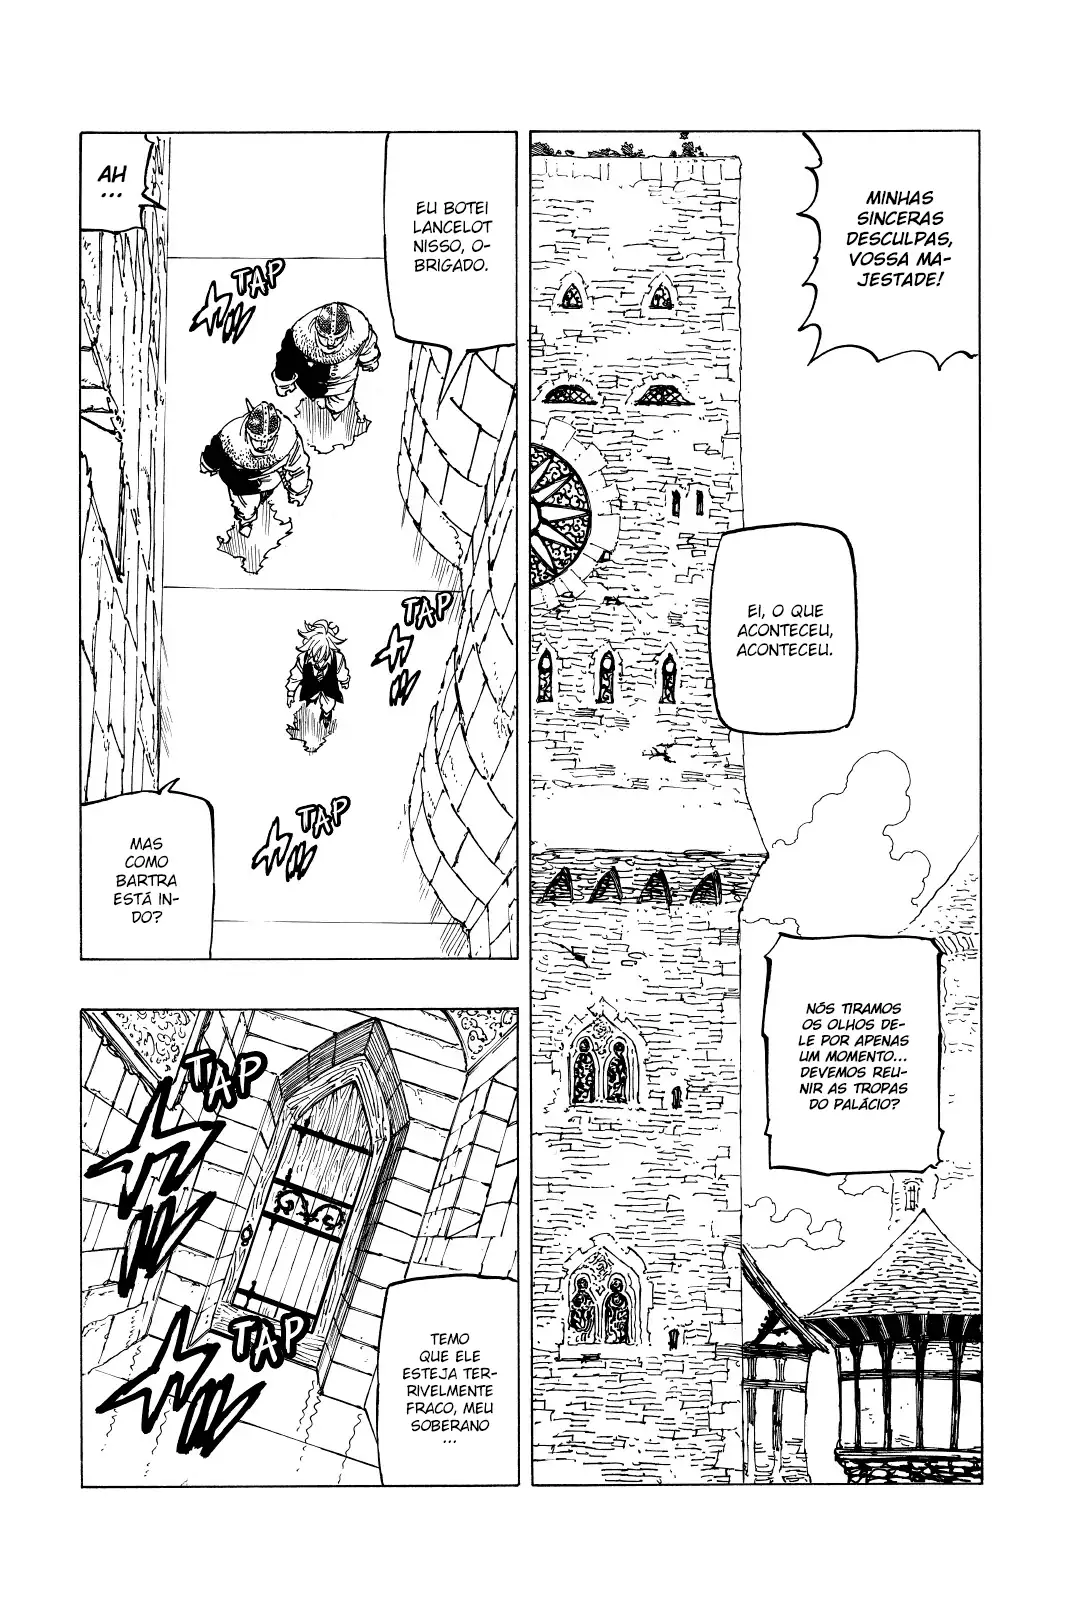 MINHAS
SINCERAS
DESCULPAS,
VOSSA MA-
JESTADE!
EI, O QUE
ACONTECEU,
ACONTECEU.
NÓS TIRAMOS
OS OLHOS DE-
LE POR APENAS
UM MOMENTO...
DEVEMOS REU-
NIR AS TROPAS
DO PALÁCIO?
EU BOTEI
LANCELOT
NISSO, O-
BRIGADO.
AH
...
TAP
TAP
TAP
MAS
COMO
BARTRA
ESTÁ IN-
DO?
TAP
TAP
TEMO
QUE ELE
ESTEJA TER-
RIVELMENTE
FRACO, MEU
SOBERANO
...